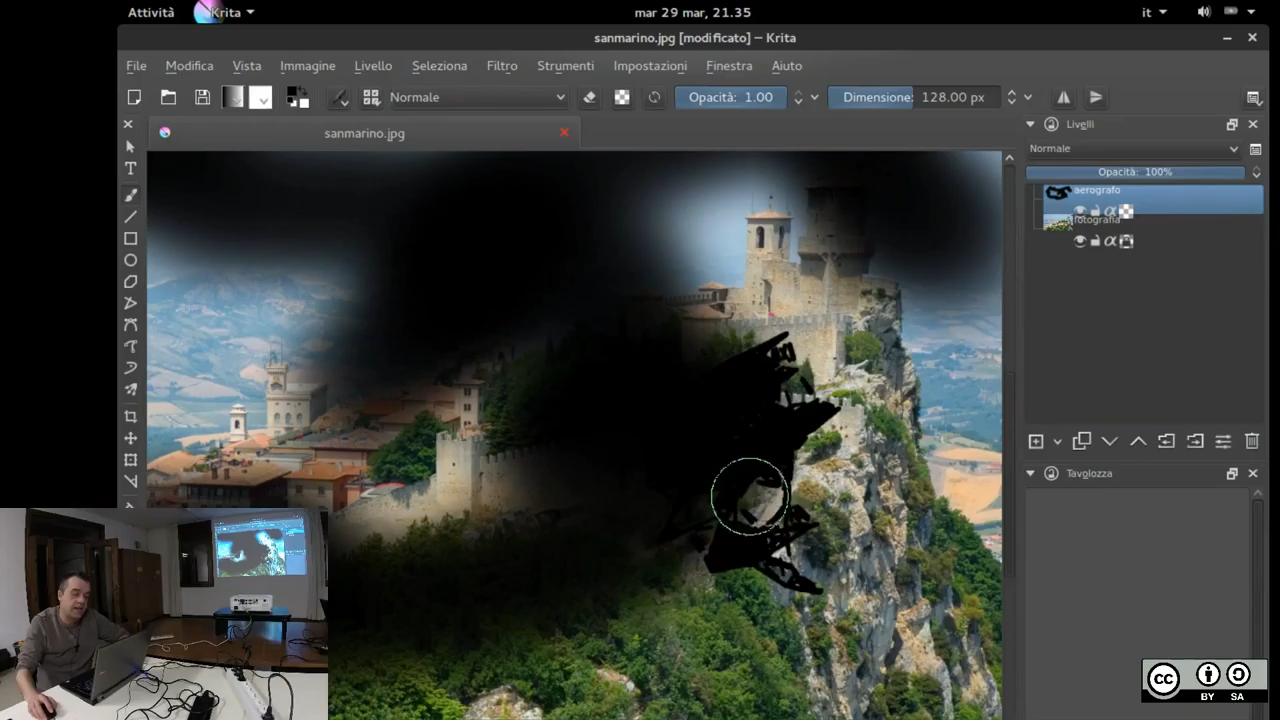 Attività
Krita
mar 29 mar, 21.35
it
sanmarino.jpg [modificato] – Krita
File Modifica Vista Immagine Livello Seleziona Filtro Strumenti Impostazioni Finestra Aiuto
Normale
Opacità: 1.00
Dimensione: 128.00 px
sanmarino.jpg
Livelli
Normale
Opacità: 100%
aerografo
fotografia
Tavolozza
T
cc
BY SA